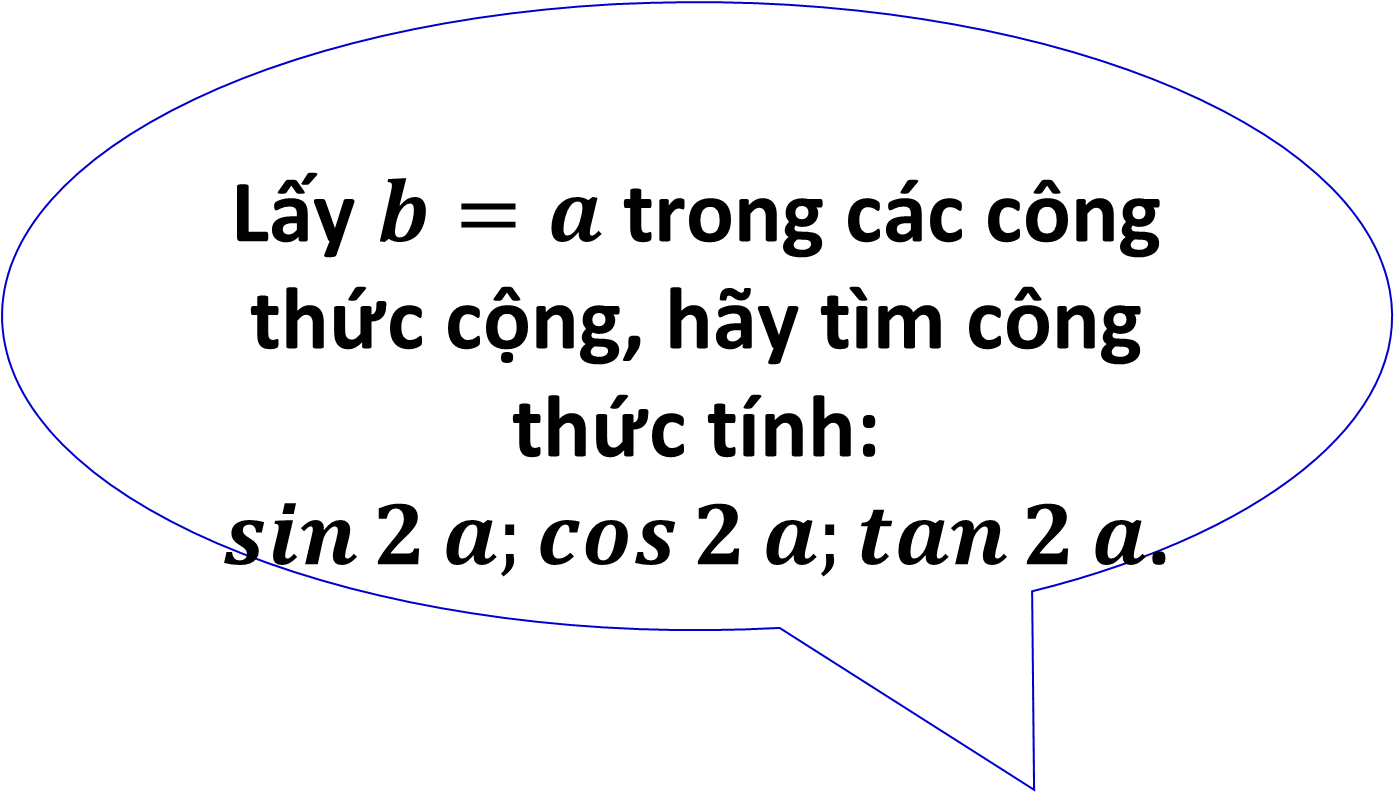 Lấy b = a trong các công
thức cộng, hãy tìm công
thức tính:
sin 2 a; cos 2 a; tan 2 a.